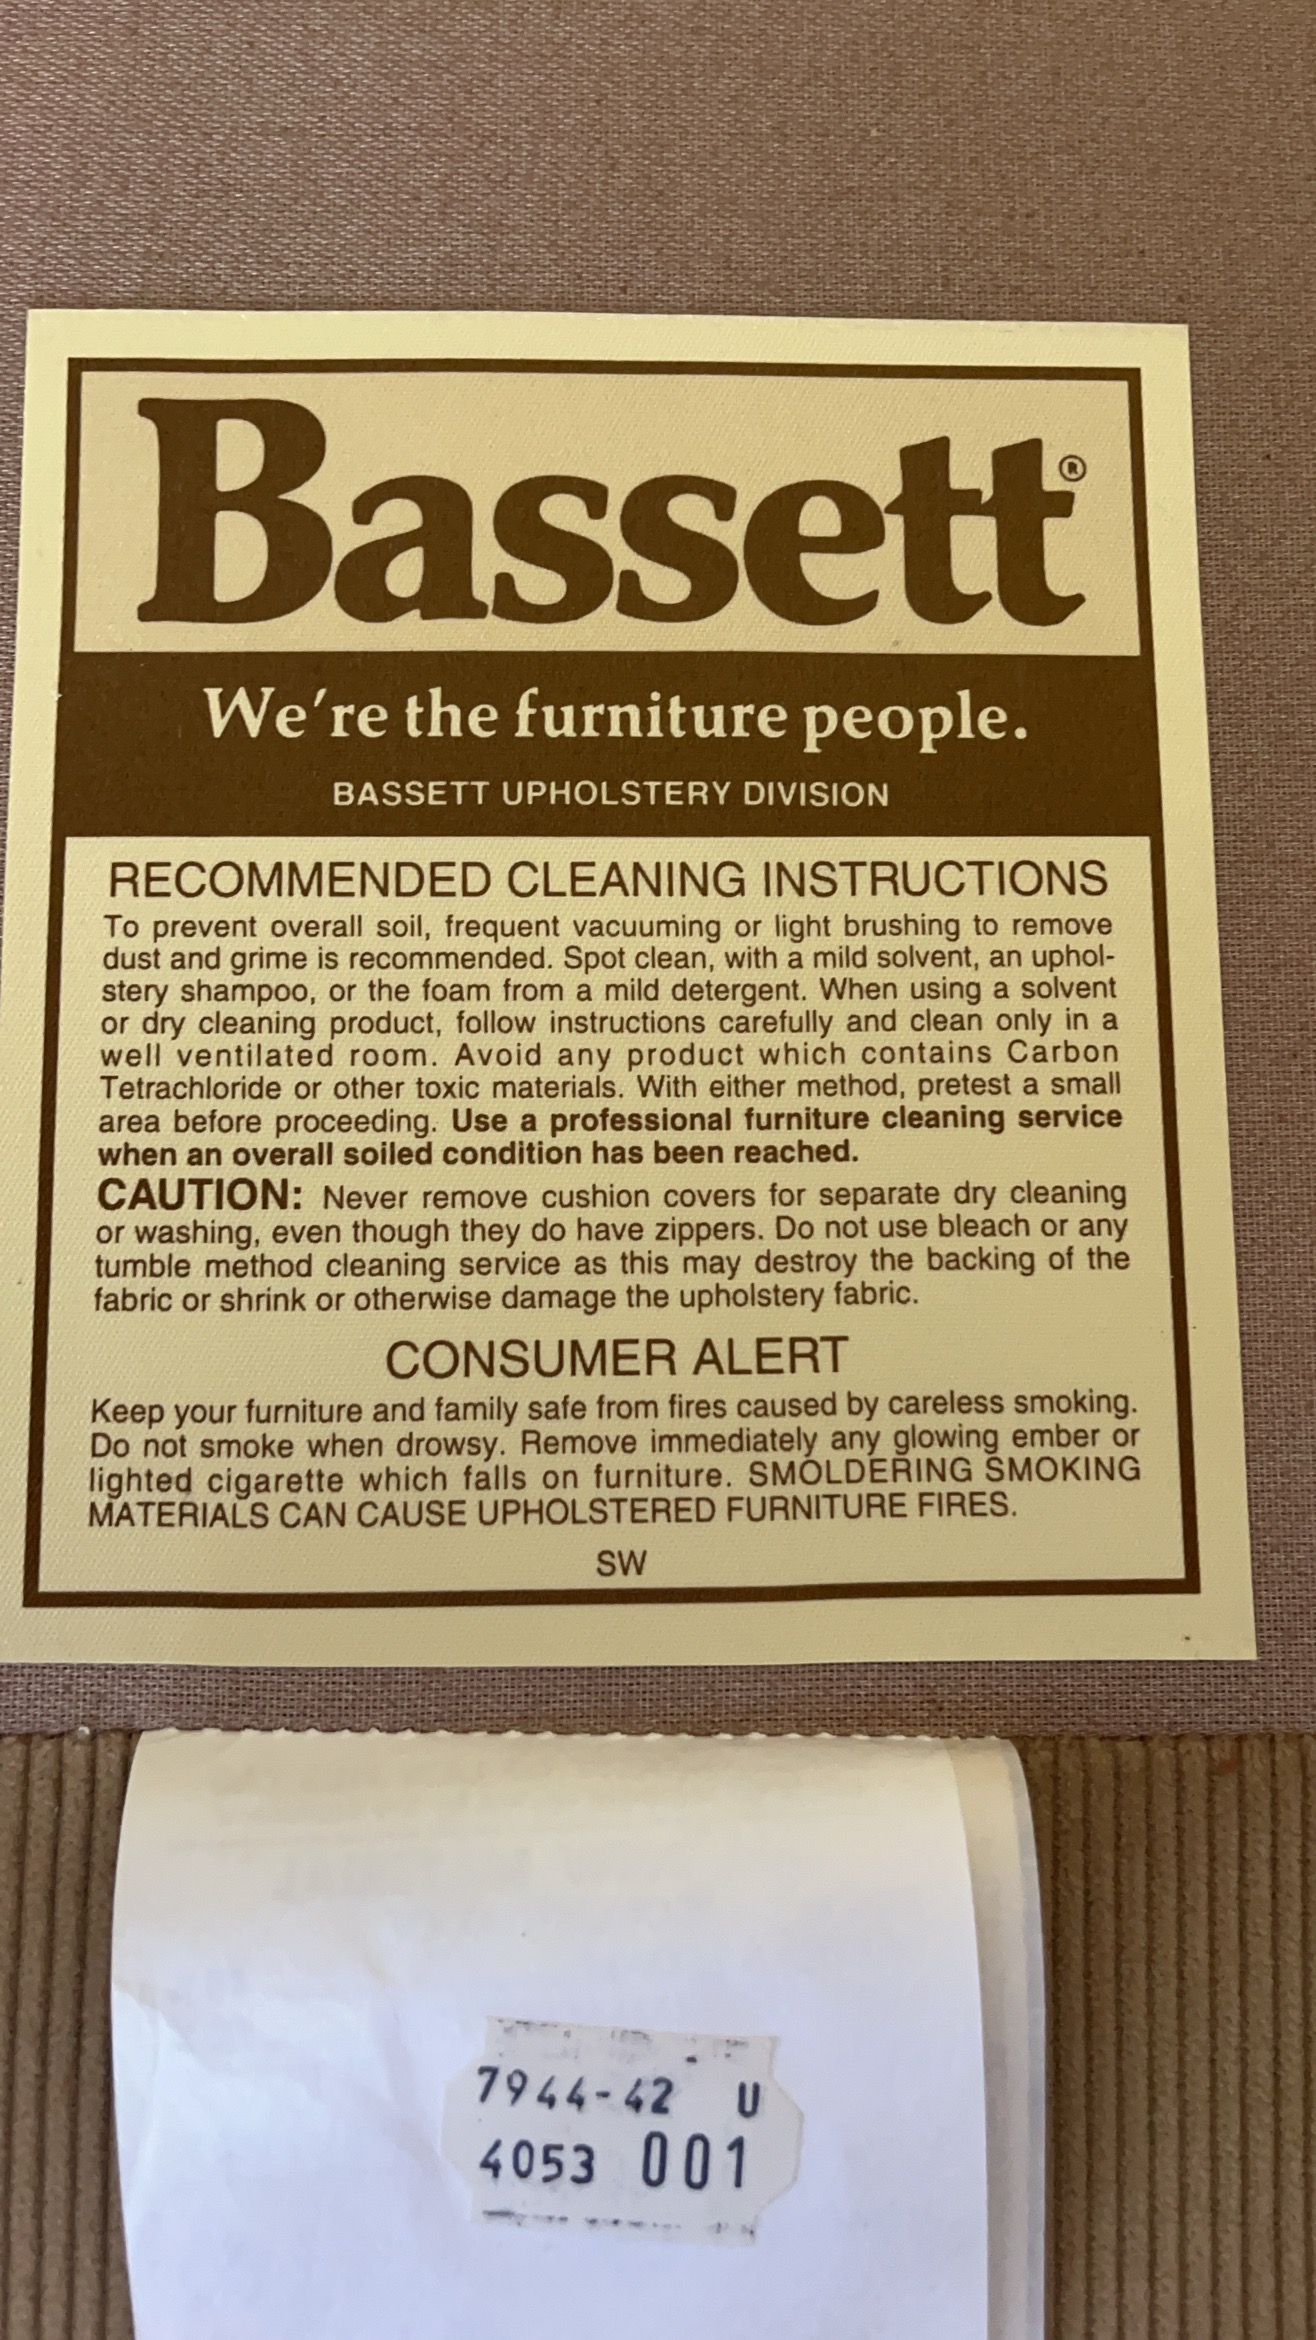 Bassett®
We're the furniture people.
BASSETT UPHOLSTERY DIVISION
RECOMMENDED CLEANING INSTRUCTIONS
To prevent overall soil, frequent vacuuming or light brushing to remove
dust and grime is recommended. Spot clean, with a mild solvent, an uphol-
stery shampoo, or the foam from a mild detergent. When using a solvent
or dry cleaning product, follow instructions carefully and clean only in a
well ventilated room. Avoid any product which contains Carbon
Tetrachloride or other toxic materials. With either method, pretest a small
area before proceeding. Use a professional furniture cleaning service
when an overall soiled condition has been reached.
CAUTION: Never remove cushion covers for separate dry cleaning
or washing, even though they do have zippers. Do not use bleach or any
tumble method cleaning service as this may destroy the backing of the
fabric or shrink or otherwise damage the upholstery fabric.
CONSUMER ALERT
Keep your furniture and family safe from fires caused by careless smoking.
Do not smoke when drowsy. Remove immediately any glowing ember or
lighted cigarette which falls on furniture. SMOLDERING SMOKING
MATERIALS CAN CAUSE UPHOLSTERED FURNITURE FIRES.
SW
7944-42 U
4053 001